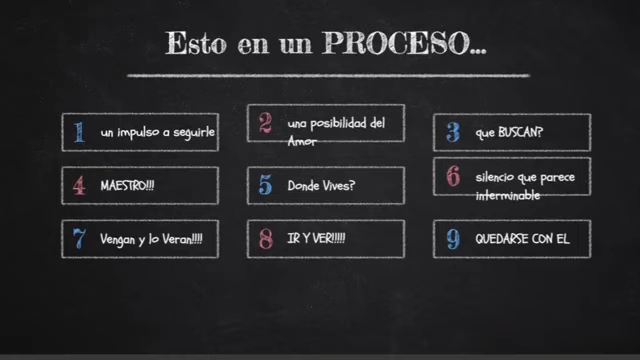 Esto en un PROCESO...
1 un impulso a seguirle
2 una posibilidad del
Amor
3 que BUSCAN?
4 MAESTRO!!!
5 Donde Vives?
6 silencio que parece
interminable
7 Vengan y lo Veran!!!!
8 IR Y VER!!!!!
9 QUEDARSE CON EL